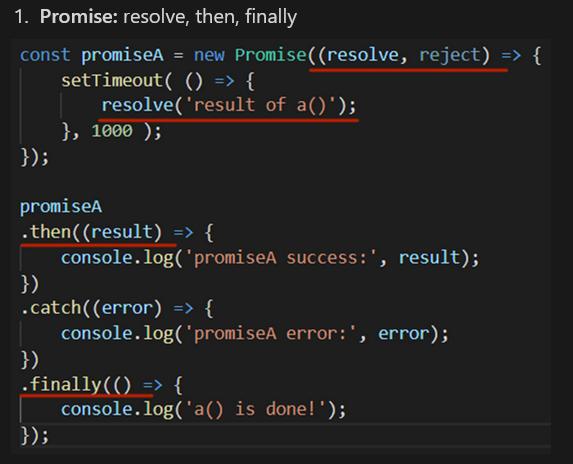 1. Promise: resolve, then, finally
const promiseA = new Promise((resolve, reject) => {
    setTimeout( () => {
        resolve('result of a()');
    }, 1000 );
});
promiseA
.then((result) => {
    console.log('promiseA success:', result);
})
.catch((error) => {
    console.log('promiseA error:', error);
})
.finally(() => {
    console.log('a() is done!');
});